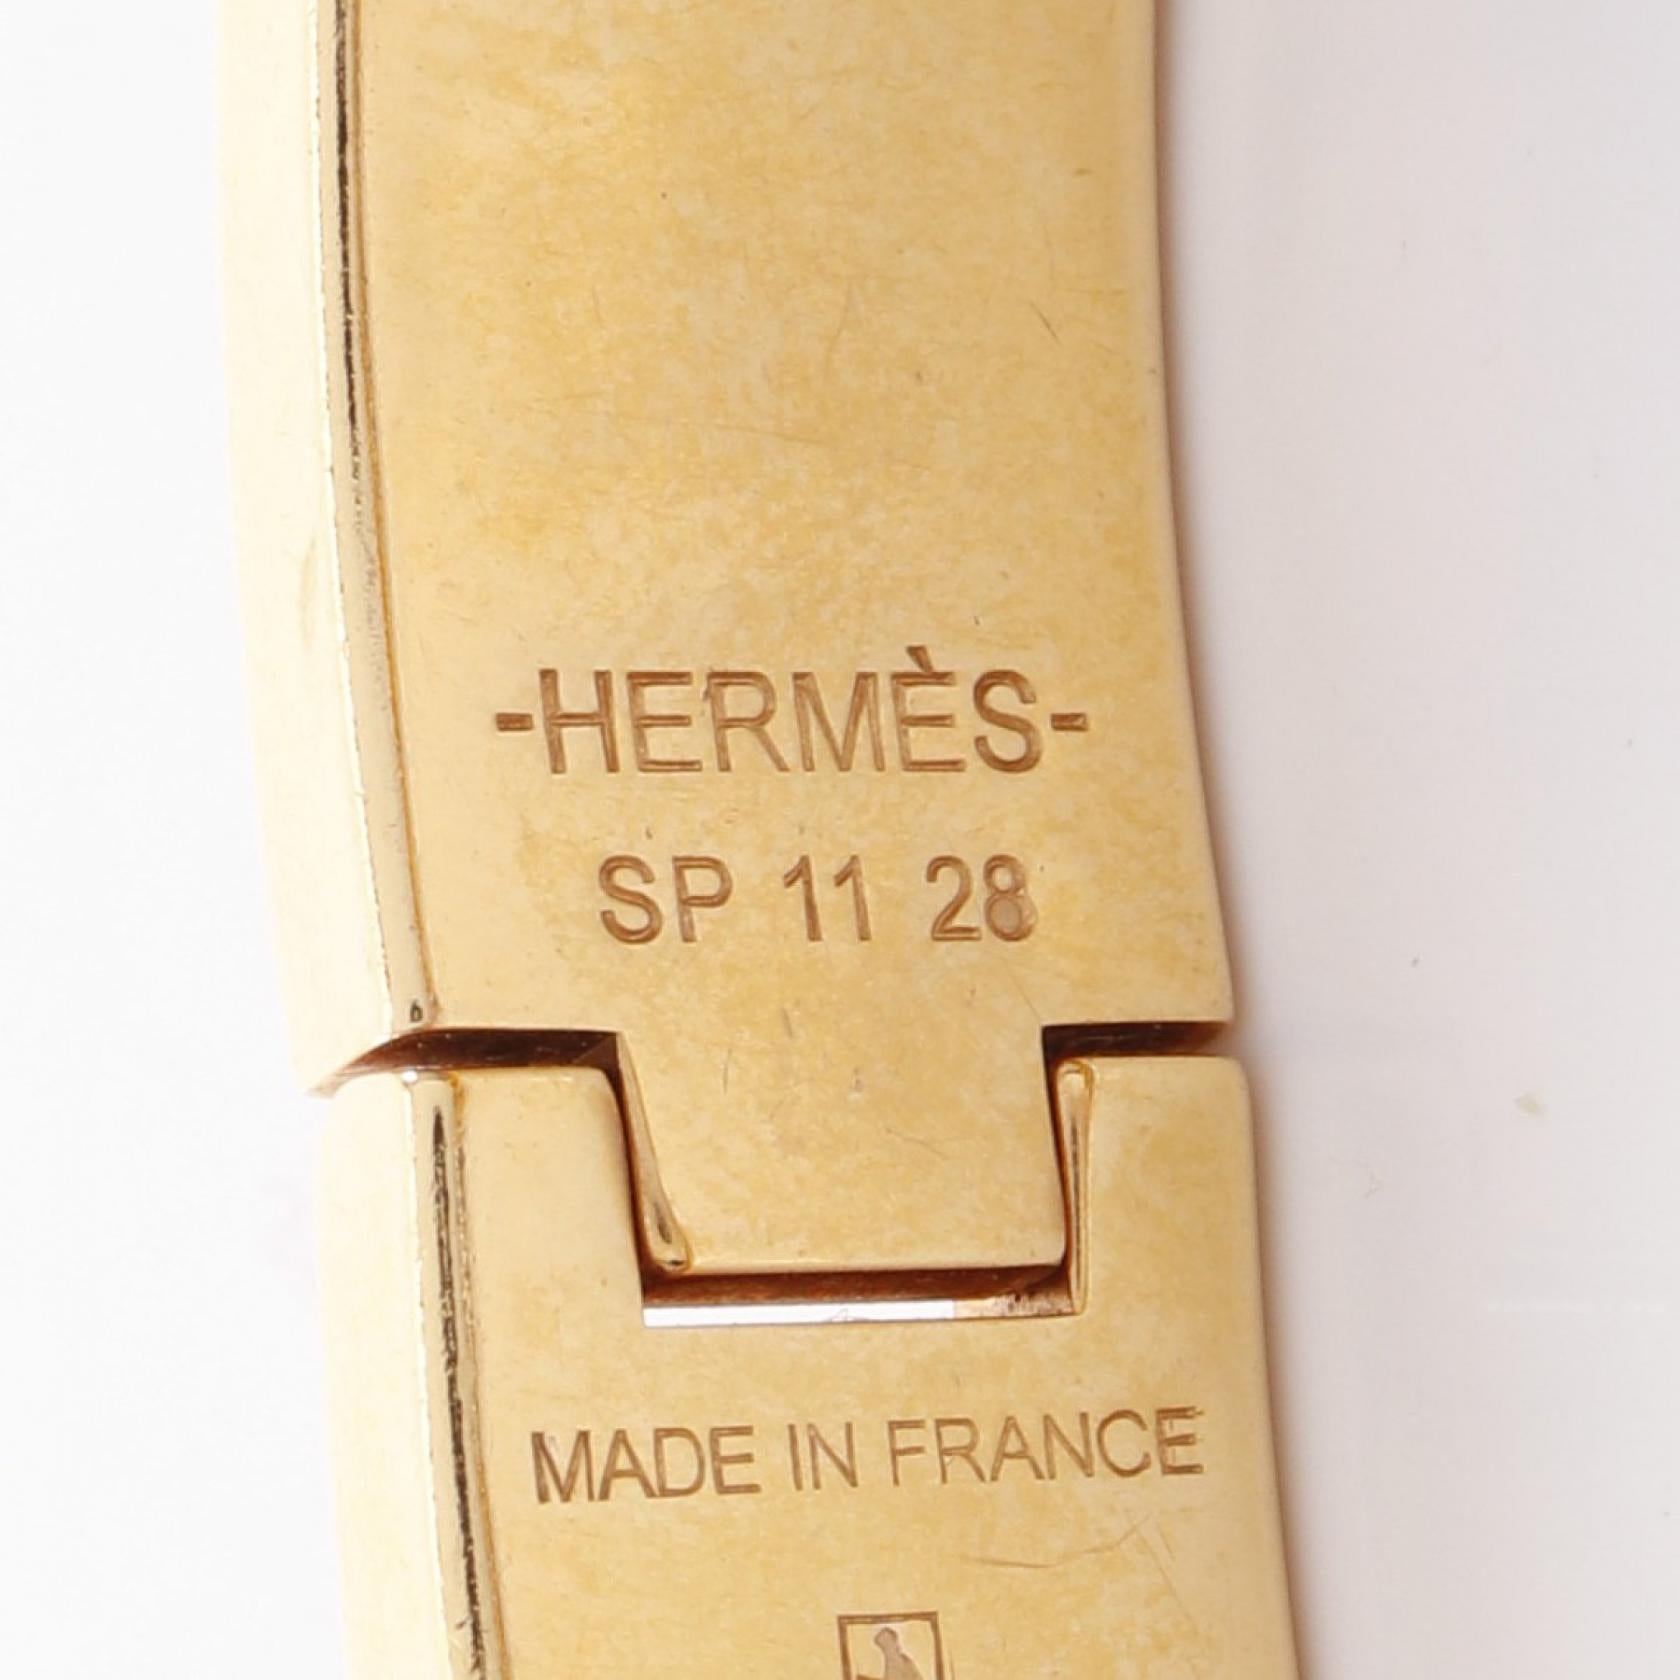 -HERMÈS-
SP 11 28
MADE IN FRANCE